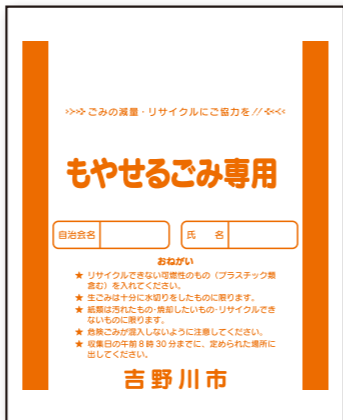 >>>ごみの減量・リサイクルにご協力を//<<<
もやせるごみ専用
自治会名
氏 名
おねがい
★ リサイクルできない可燃性のもの（プラスチック類
含む）を入れてください。
★ 生ごみは十分に水切りをしたものに限ります。
★ 紙類は汚れたもの・焼却したいもの・リサイクルでき
ないものに限ります。
★ 危険ごみが混入しないように注意してください。
★ 収集日の午前8時30分までに、定められた場所に
出してください。
吉野川市